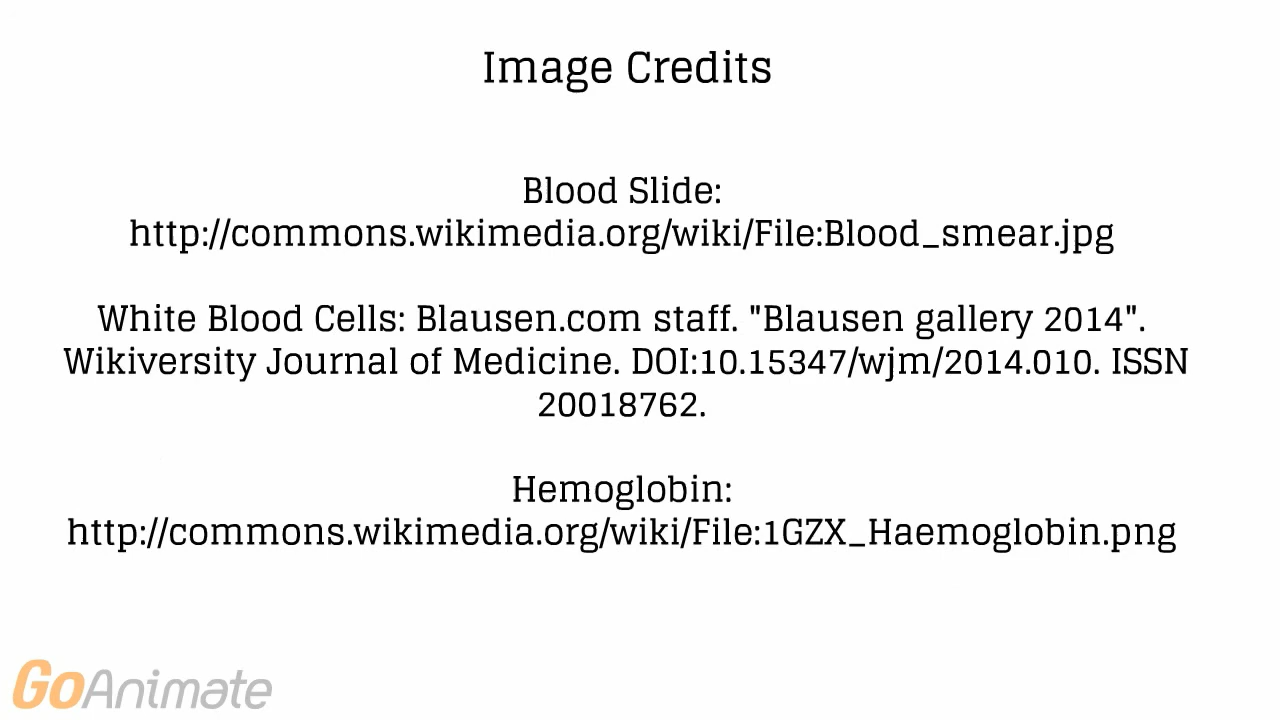 Image Credits
Blood Slide:
http://commons.wikimedia.org/wiki/File:Blood_smear.jpg
White Blood Cells: Blausen.com staff. "Blausen gallery 2014".
Wikiversity Journal of Medicine. DOI:10.15347/wjm/2014.010. ISSN
20018762.
Hemoglobin:
http://commons.wikimedia.org/wiki/File:1GZX_Haemoglobin.png
GoAnimate